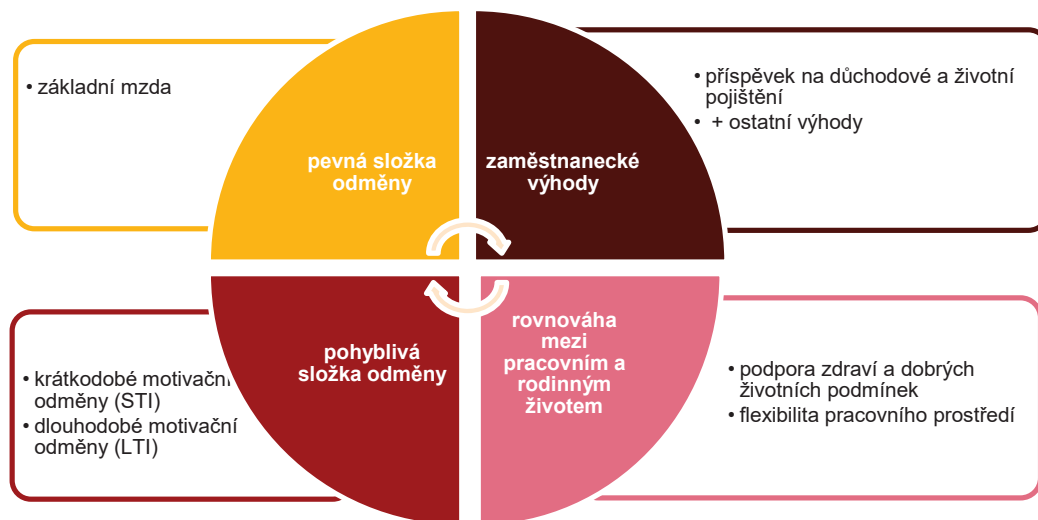 • základní mzda
pevná složka
odměny
zaměstnanecké
výhody
• příspěvek na důchodové a životní
pojištění
• + ostatní výhody
• krátkodobé motivační
odměny (STI)
• dlouhodobé motivační
odměny (LTI)
pohyblivá
složka odměny
rovnováha
mezi
pracovním a
rodinným
životem
• podpora zdraví a dobrých
životních podmínek
• flexibilita pracovního prostředí